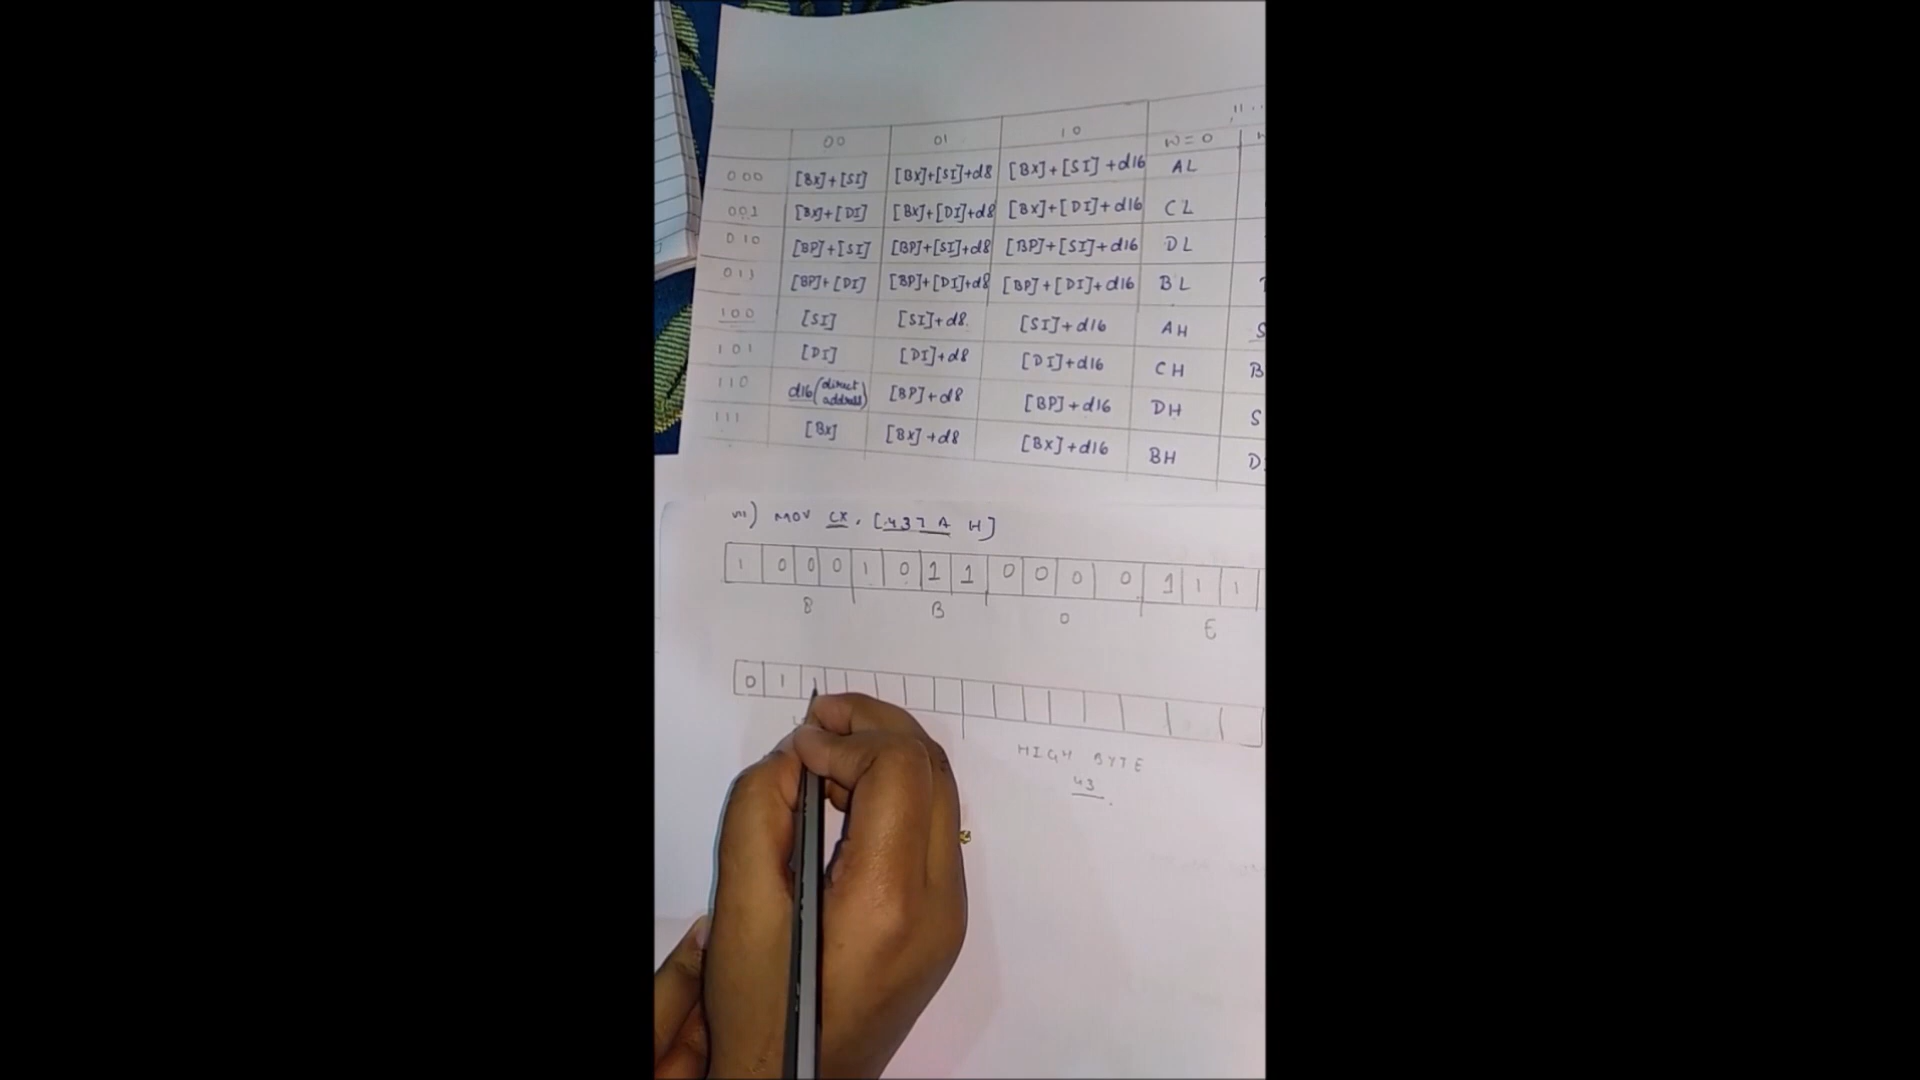 00 01 10 W=0
000 [BX]+[SI] [BX]+[SI]+d8 [BX]+[SI]+d16 AL
001 [BX]+[DI] [BX]+[DI]+d8 [BX]+[DI]+d16 CL
010 [BP]+[SI] [BP]+[SI]+d8 [BP]+[SI]+d16 DL
011 [BP]+[DI] [BP]+[DI]+d8 [BP]+[DI]+d16 BL
100 [SI] [SI]+d8 [SI]+d16 AH S
101 [DI] [DI]+d8 [DI]+d16 CH B
110 d16 (direct address) [BP]+d8 [BP]+d16 DH S
111 [BX] [BX]+d8 [BX]+d16 BH D
vii) MOV CX, [437A H]
1 0 0 0 1 0 1 1 0 0 0 0 1 1 1
8 B 0 E
0 1 1
HIGH BYTE
43